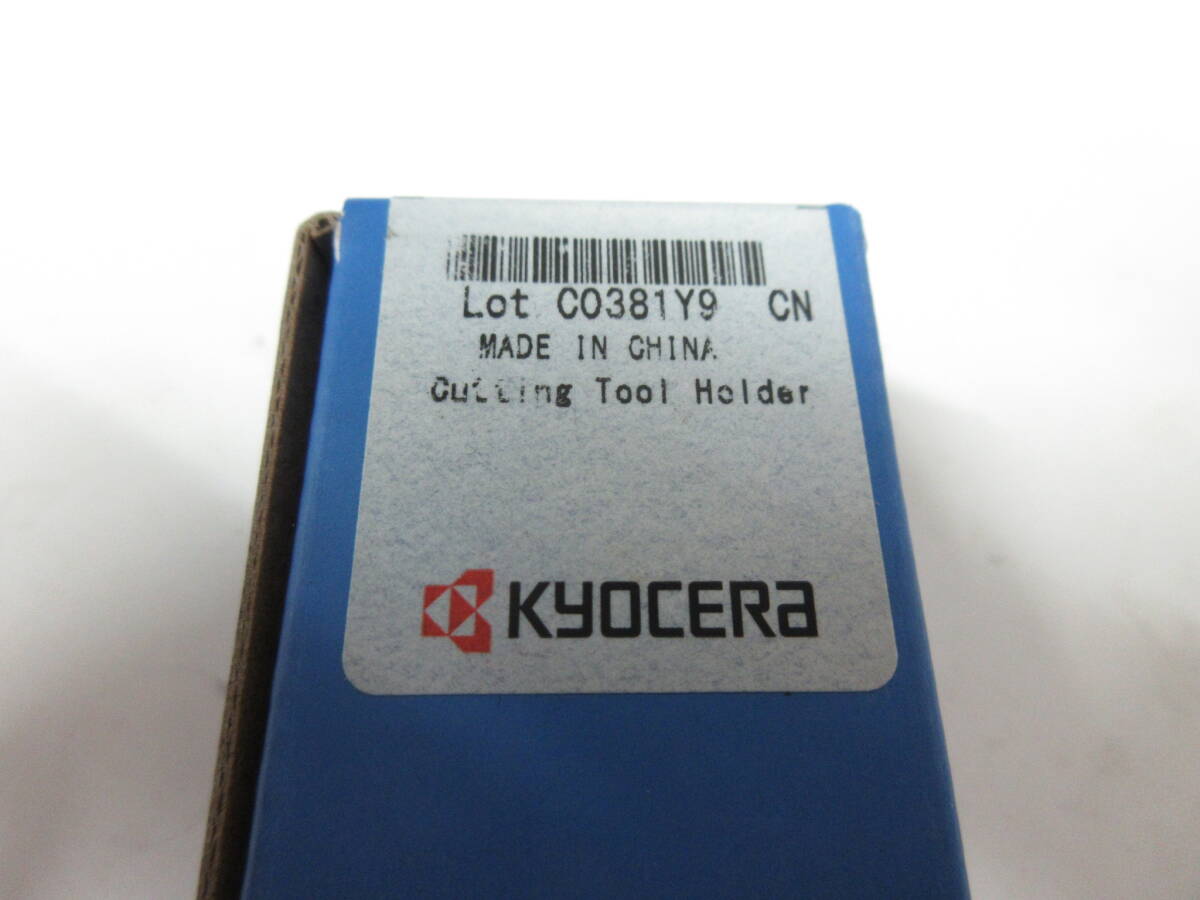 Lot C0381Y9 CN
MADE IN CHINA
Cutting Tool Holder
KYOCERA